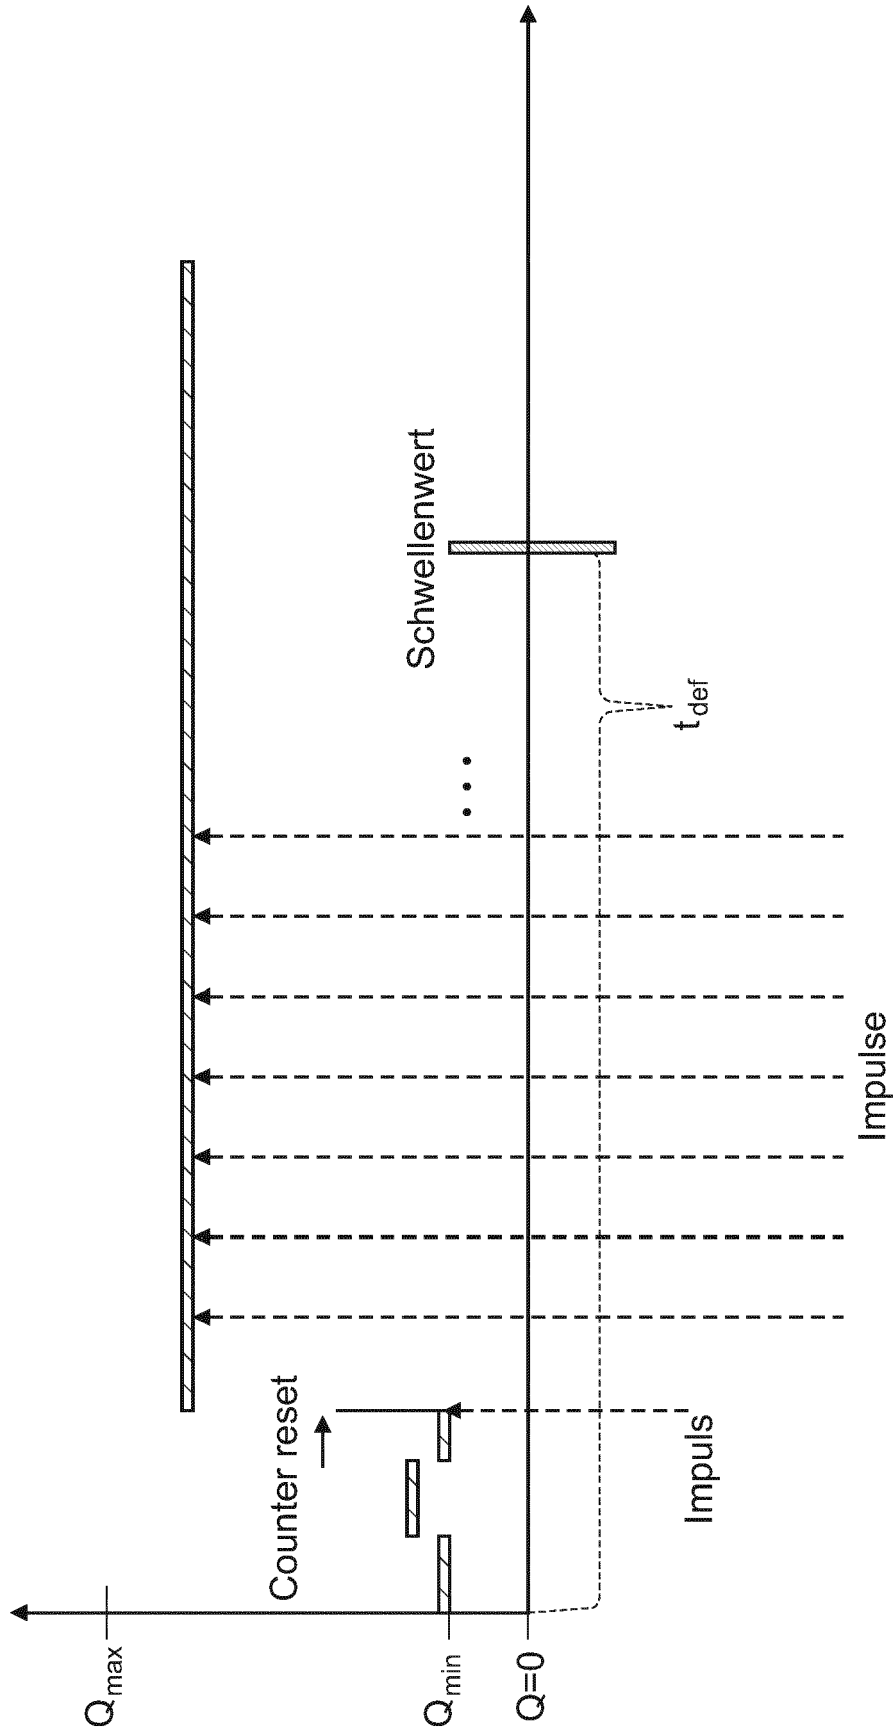 Q_max
Q_min
Q=0
Counter reset
Impuls
Impulse
Schwellenwert
t_def